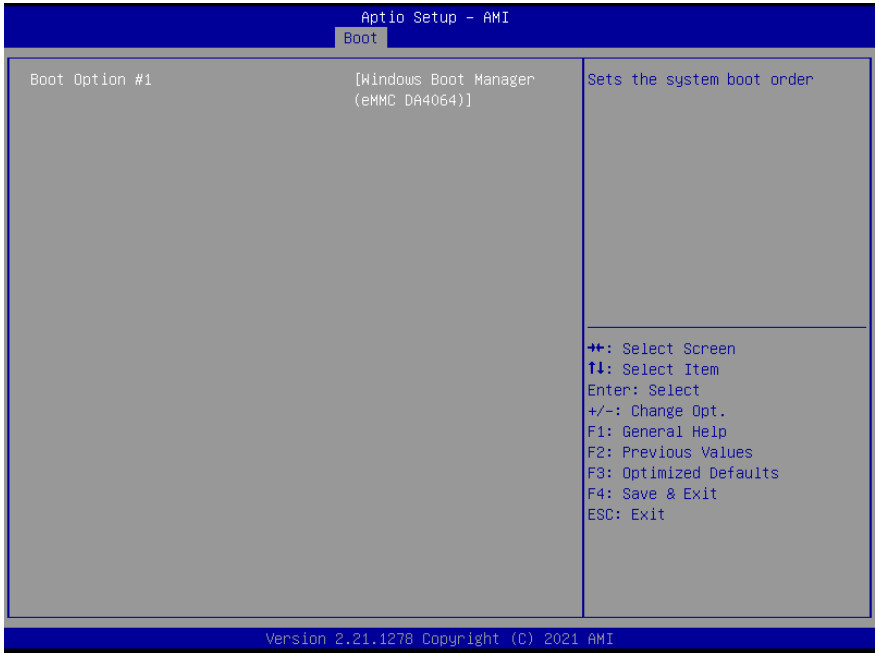 Aptio Setup - AMI
Boot
Boot Option #1 [Windows Boot Manager
(eMMC DA4064)]
Sets the system boot order
→←: Select Screen
↑↓: Select Item
Enter: Select
+/-: Change Opt.
F1: General Help
F2: Previous Values
F3: Optimized Defaults
F4: Save & Exit
ESC: Exit
Version 2.21.1278 Copyright (C) 2021 AMI